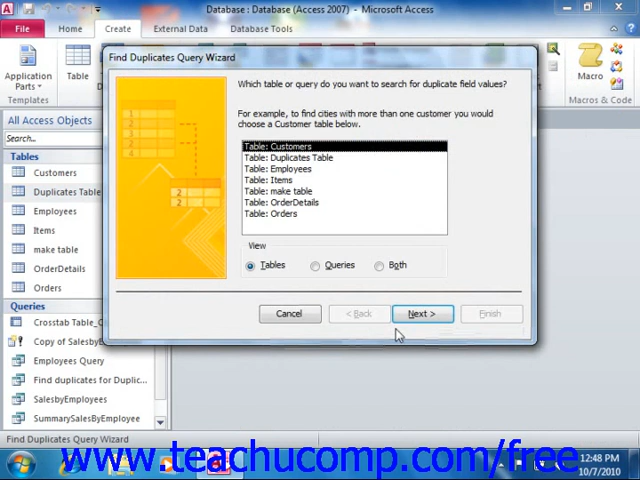 Database : Database (Access 2007) - Microsoft Access
File
Home
Create
External Data
Database Tools
Application
Parts
Table
Macro
Templates
Macros & Code
Find Duplicates Query Wizard
Which table or query do you want to search for duplicate field values?
For example, to find cities with more than one customer you would
choose a Customer table below.
Table: Customers
Table: Duplicates Table
Table: Employees
Table: Items
Table: make table
Table: OrderDetails
Table: Orders
View
Tables
Queries
Both
Cancel
< Back
Next >
Finish
All Access Objects
Search...
Tables
Customers
Duplicates Table
Employees
Items
make table
OrderDetails
Orders
Queries
Crosstab Table_
Copy of SalesbyE
Employees Query
Find duplicates for Duplic...
SalesbyEmployees
SummarySalesByEmployee
Find Duplicates Query Wizard
www.teachucomp.com/free
12:48 PM
10/7/2010